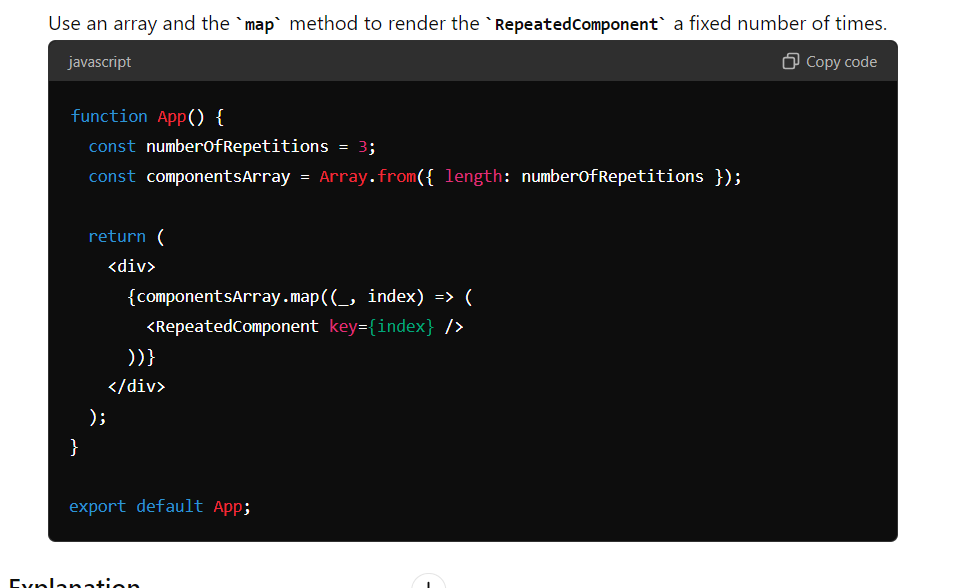 Use an array and the `map` method to render the `RepeatedComponent` a fixed number of times.
javascript
Copy code
function App() {
  const numberOfRepetitions = 3;
  const componentsArray = Array.from({ length: numberOfRepetitions });
  return (
    <div>
      {componentsArray.map((_, index) => (
        <RepeatedComponent key={index} />
      ))}
    </div>
  );
}
export default App;
Explanation